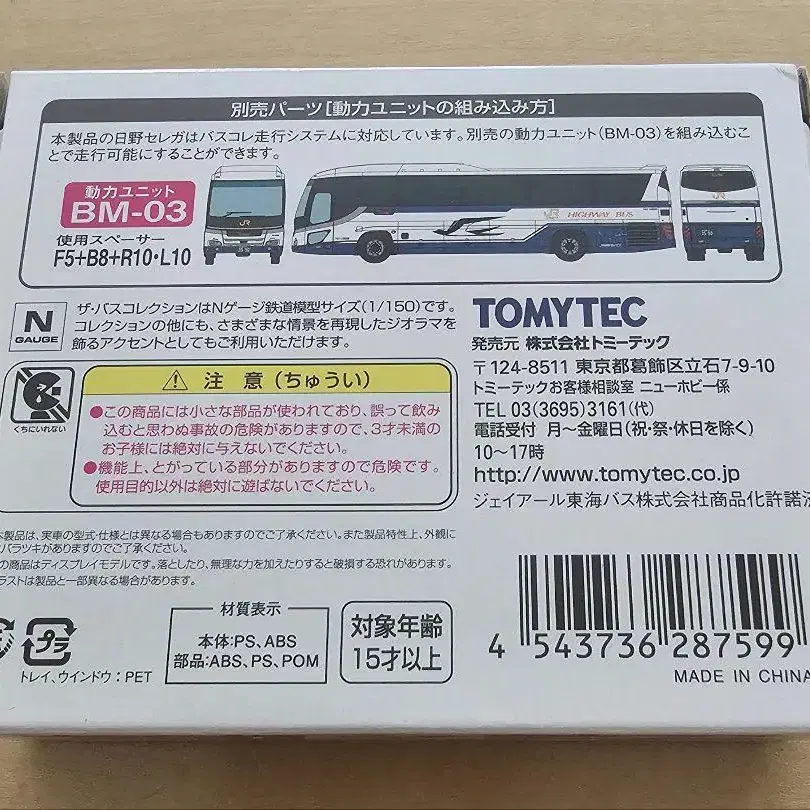 別売パーツ[動力ユニットの組み込み方]
本製品の日野セレガはバスコレ走行システムに対応しています。別売の動力ユニット(BM-03)を組み込むこ
とで走行可能にすることができます。
動力ユニット
BM-03
使用スペーサー
F5+B8+R10・L10
JR
JR HIGHWAY BUS
N
GAUGE
ザ・バスコレクションはNゲージ鉄道模型サイズ(1/150)です。
コレクションの他にも、さまざまな情景を再現したジオラマを
飾るアクセントとしてもご利用いただけます。
くちにいれない
注 意(ちゅうい)
●この商品には小さな部品が使われており、誤って飲み
込むと思わぬ事故の危険がありますので、3才未満の
お子様には絶対に与えないでください。
●機能上、とがっている部分がありますので危険です。
使用目的以外は絶対に遊ばないでください。
本製品は、実車の型式・仕様とは異なる場合もありますのでご了承ください。また製品特性上、外観に
バラツキがありますのでご了承ください。
の商品はディスプレイモデルです。落としたり、無理な力を加えたりすると破損する恐れがあります。
ラストは製品と一部異なる場合があります。
プラ
トレイ、ウインドウ:PET
材質表示
本体:PS、ABS
部品:ABS、PS、POM
対象年齢
15才以上
TOMYTEC
発売元 株式会社トミーテック
〒124-8511 東京都葛飾区立石7-9-10
トミーテックお客様相談室 ニューホビー係
TEL 03(3695)3161(代)
電話受付 月~金曜日(祝・祭・休日を除く)
10~17時
http://www.tomytec.co.jp
ジェイアール東海バス株式会社商品化許諾済
4 543736 287599
MADE IN CHINA